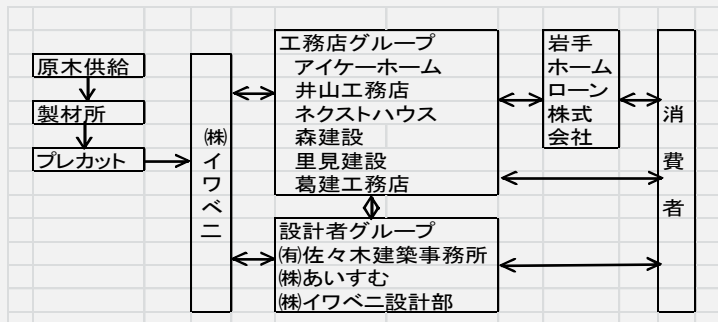 原木供給
製材所
プレカット
㈱イワベニ
工務店グループ
アイケーホーム
井山工務店
ネクストハウス
森建設
里見建設
葛建工務店
設計者グループ
㈲佐々木建築事務所
㈱あいすむ
㈱イワベニ設計部
岩手
ホーム
ローン
株式
会社
消費者